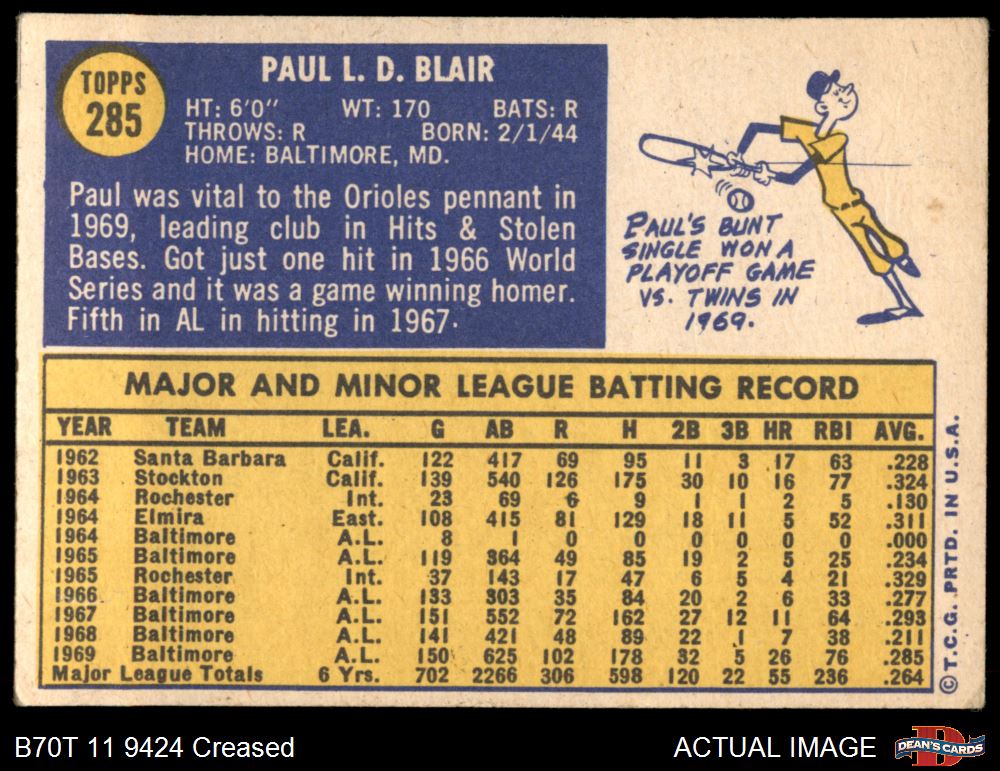 TOPPS
285
PAUL L. D. BLAIR
HT: 6'0" WT: 170 BATS: R
THROWS: R BORN: 2/1/44
HOME: BALTIMORE, MD.
Paul was vital to the Orioles pennant in
1969, leading club in Hits & Stolen
Bases. Got just one hit in 1966 World
Series and it was a game winning homer.
Fifth in AL in hitting in 1967.
PAUL'S BUNT
SINGLE WON A
PLAYOFF GAME
VS. TWINS IN
1969.
MAJOR AND MINOR LEAGUE BATTING RECORD
YEAR TEAM LEA. G AB R H 2B 3B HR RBI AVG.
1962 Santa Barbara Calif. 122 417 69 95 11 3 17 63 .228
1963 Stockton Calif. 139 540 126 175 30 10 16 77 .324
1964 Rochester Int. 23 69 6 9 1 1 2 5 .130
1964 Elmira East. 108 415 81 129 18 11 5 52 .311
1964 Baltimore A.L. 8 1 0 0 0 0 0 0 .000
1965 Baltimore A.L. 119 364 49 85 19 2 5 25 .234
1965 Rochester Int. 37 143 17 47 6 5 4 21 .329
1966 Baltimore A.L. 133 303 35 84 20 2 6 33 .277
1967 Baltimore A.L. 151 552 72 162 27 12 11 64 .293
1968 Baltimore A.L. 141 421 48 89 22 1 7 38 .211
1969 Baltimore A.L. 150 625 102 178 32 5 26 76 .285
Major League Totals 6 Yrs. 702 2266 306 598 120 22 55 236 .264
©T.C.G. PRTD. IN U.S.A.
B70T 11 9424 Creased
ACTUAL IMAGE
D
DEAN'S CARDS